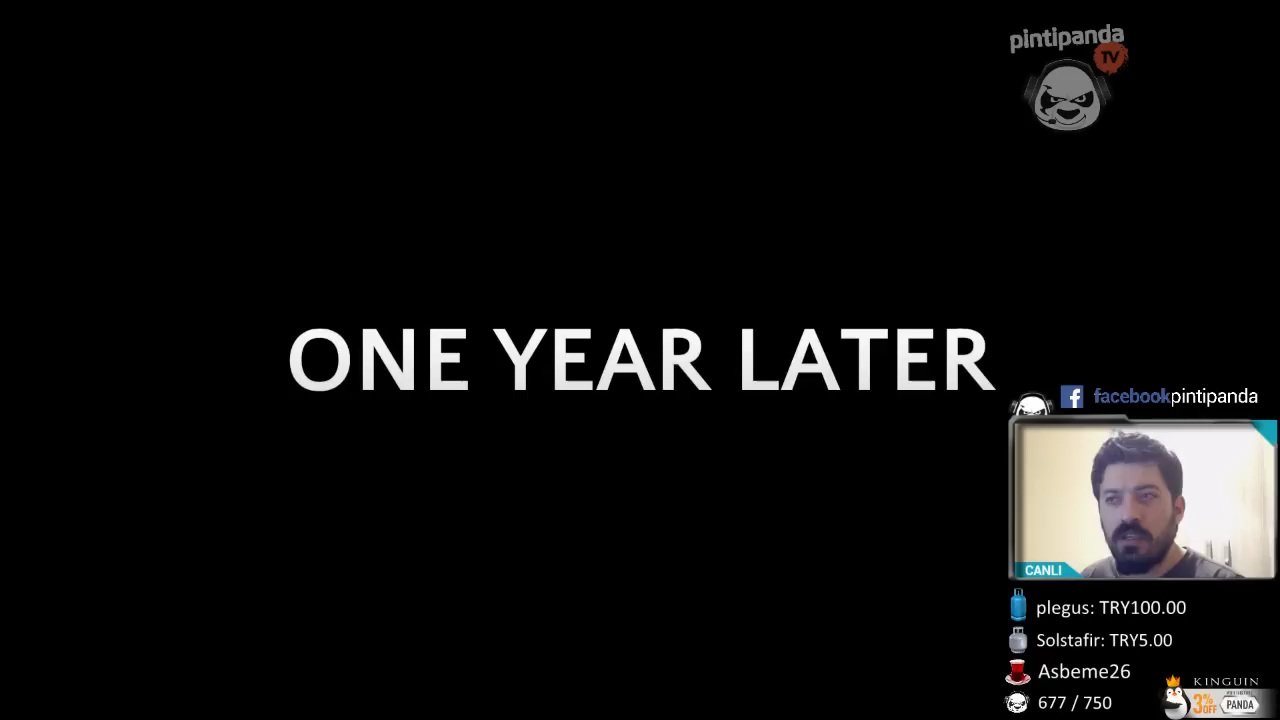 pintipanda
TV
ONE YEAR LATER
facebookpintipanda
CANLI
plegus: TRY100.00
Solstafir: TRY5.00
Asbeme26
677 / 750
KINGUIN
3% OFF
PANDA